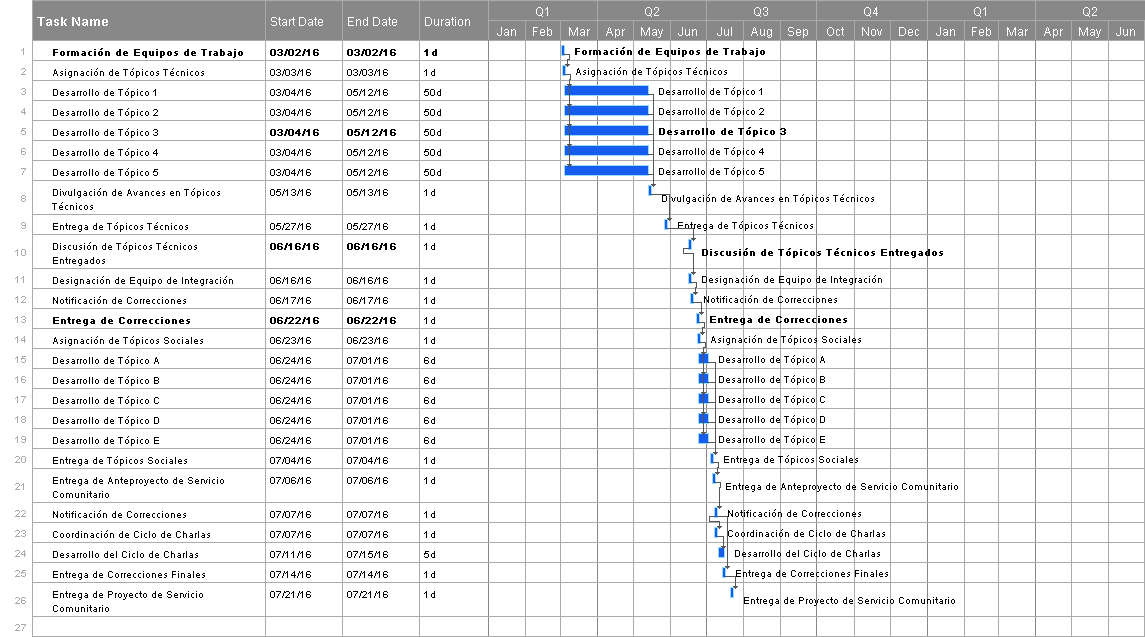 Task Name Start Date End Date Duration Q1 Q2 Q3 Q4 Q1 Q2
Jan Feb Mar Apr May Jun Jul Aug Sep Oct Nov Dec Jan Feb Mar Apr May Jun
1 Formación de Equipos de Trabajo 03/02/16 03/02/16 1d Formación de Equipos de Trabajo
2 Asignación de Tópicos Técnicos 03/03/16 03/03/16 1d Asignación de Tópicos Técnicos
3 Desarrollo de Tópico 1 03/04/16 05/12/16 50d Desarrollo de Tópico 1
4 Desarrollo de Tópico 2 03/04/16 05/12/16 50d Desarrollo de Tópico 2
5 Desarrollo de Tópico 3 03/04/16 05/12/16 50d Desarrollo de Tópico 3
6 Desarrollo de Tópico 4 03/04/16 05/12/16 50d Desarrollo de Tópico 4
7 Desarrollo de Tópico 5 03/04/16 05/12/16 50d Desarrollo de Tópico 5
8 Divulgación de Avances en Tópicos 05/13/16 05/13/16 1d Divulgación de Avances en Tópicos Técnicos
Técnicos
9 Entrega de Tópicos Técnicos 05/27/16 05/27/16 1d Entrega de Tópicos Técnicos
10 Discusión de Tópicos Técnicos 06/16/16 06/16/16 1d Discusión de Tópicos Técnicos Entregados
Entregados
11 Designación de Equipo de Integración 06/16/16 06/16/16 1d Designación de Equipo de Integración
12 Notificación de Correcciones 06/17/16 06/17/16 1d Notificación de Correcciones
13 Entrega de Correcciones 06/22/16 06/22/16 1d Entrega de Correcciones
14 Asignación de Tópicos Sociales 06/23/16 06/23/16 1d Asignación de Tópicos Sociales
15 Desarrollo de Tópico A 06/24/16 07/01/16 6d Desarrollo de Tópico A
16 Desarrollo de Tópico B 06/24/16 07/01/16 6d Desarrollo de Tópico B
17 Desarrollo de Tópico C 06/24/16 07/01/16 6d Desarrollo de Tópico C
18 Desarrollo de Tópico D 06/24/16 07/01/16 6d Desarrollo de Tópico D
19 Desarrollo de Tópico E 06/24/16 07/01/16 6d Desarrollo de Tópico E
20 Entrega de Tópicos Sociales 07/04/16 07/04/16 1d Entrega de Tópicos Sociales
21 Entrega de Anteproyecto de Servicio 07/06/16 07/06/16 1d Entrega de Anteproyecto de Servicio Comunitario
Comunitario
22 Notificación de Correcciones 07/07/16 07/07/16 1d Notificación de Correcciones
23 Coordinación de Ciclo de Charlas 07/07/16 07/07/16 1d Coordinación de Ciclo de Charlas
24 Desarrollo del Ciclo de Charlas 07/11/16 07/15/16 5d Desarrollo del Ciclo de Charlas
25 Entrega de Correcciones Finales 07/14/16 07/14/16 1d Entrega de Correcciones Finales
26 Entrega de Proyecto de Servicio 07/21/16 07/21/16 1d Entrega de Proyecto de Servicio Comunitario
Comunitario
27